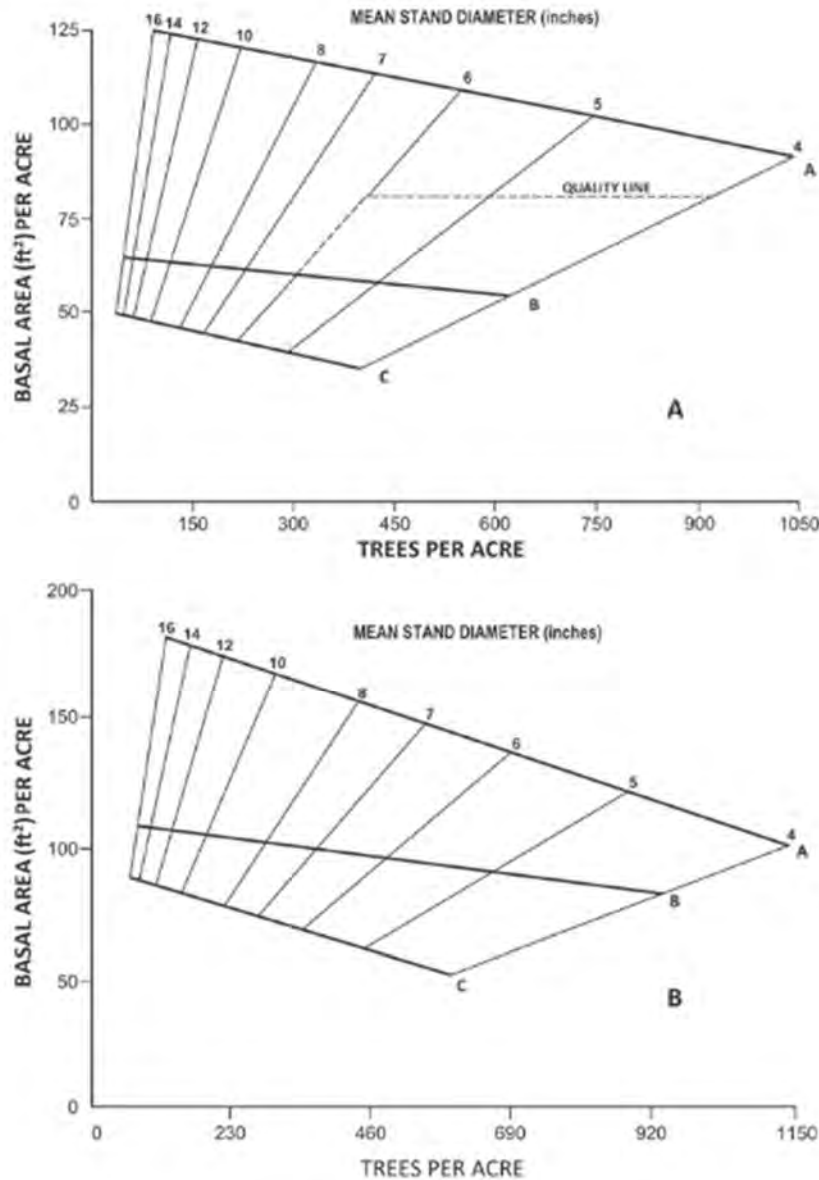 MEAN STAND DIAMETER (inches)
16 14 12 10 8 7 6 5 4
A
QUALITY LINE
B
C
A
BASAL AREA (ft²) PER ACRE
125
100
75
50
25
0
150 300 450 600 750 900 1050
TREES PER ACRE
200
MEAN STAND DIAMETER (inches)
16 14 12 10 8 7 6 5 4
A
B
C
B
BASAL AREA (ft²) PER ACRE
150
100
50
0
0 230 460 690 920 1150
TREES PER ACRE